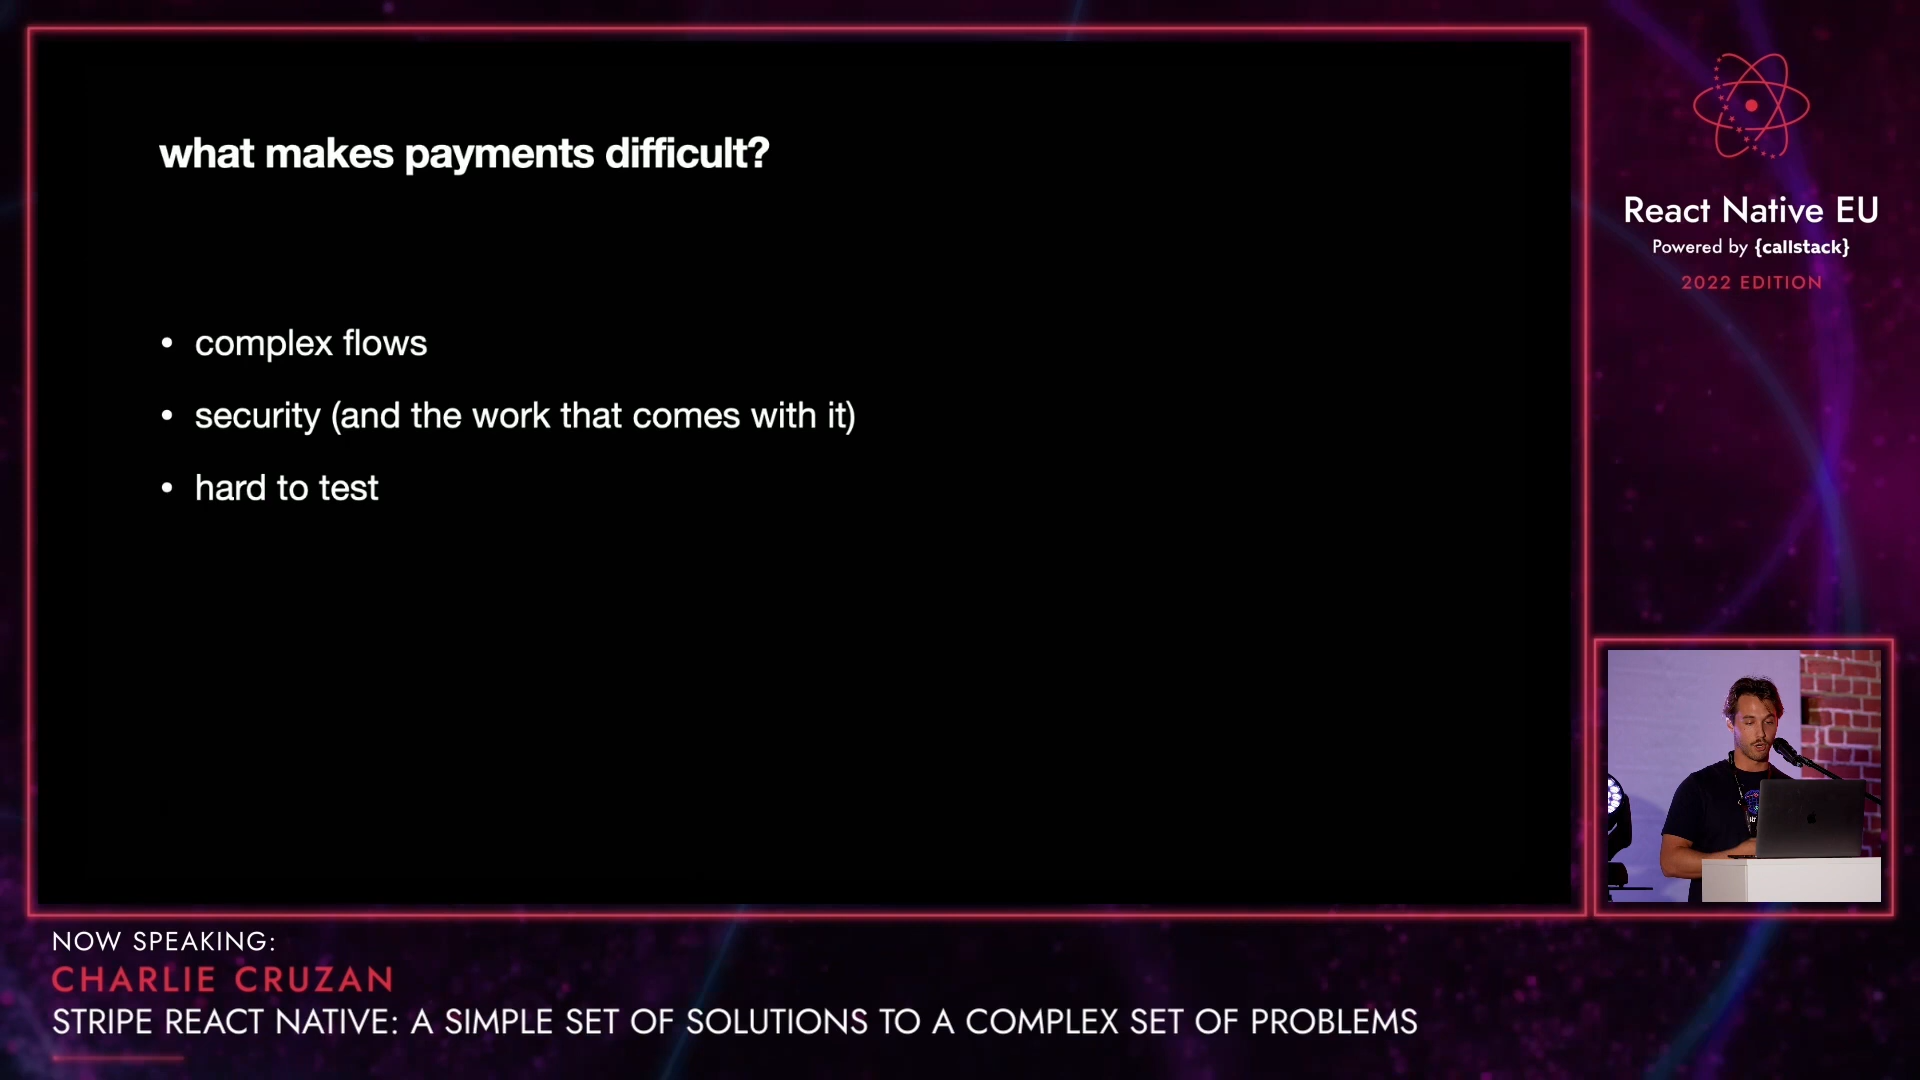 what makes payments difficult?
• complex flows
• security (and the work that comes with it)
• hard to test
React Native EU
Powered by {callstack}
2022 EDITION
NOW SPEAKING:
CHARLIE CRUZAN
STRIPE REACT NATIVE: A SIMPLE SET OF SOLUTIONS TO A COMPLEX SET OF PROBLEMS